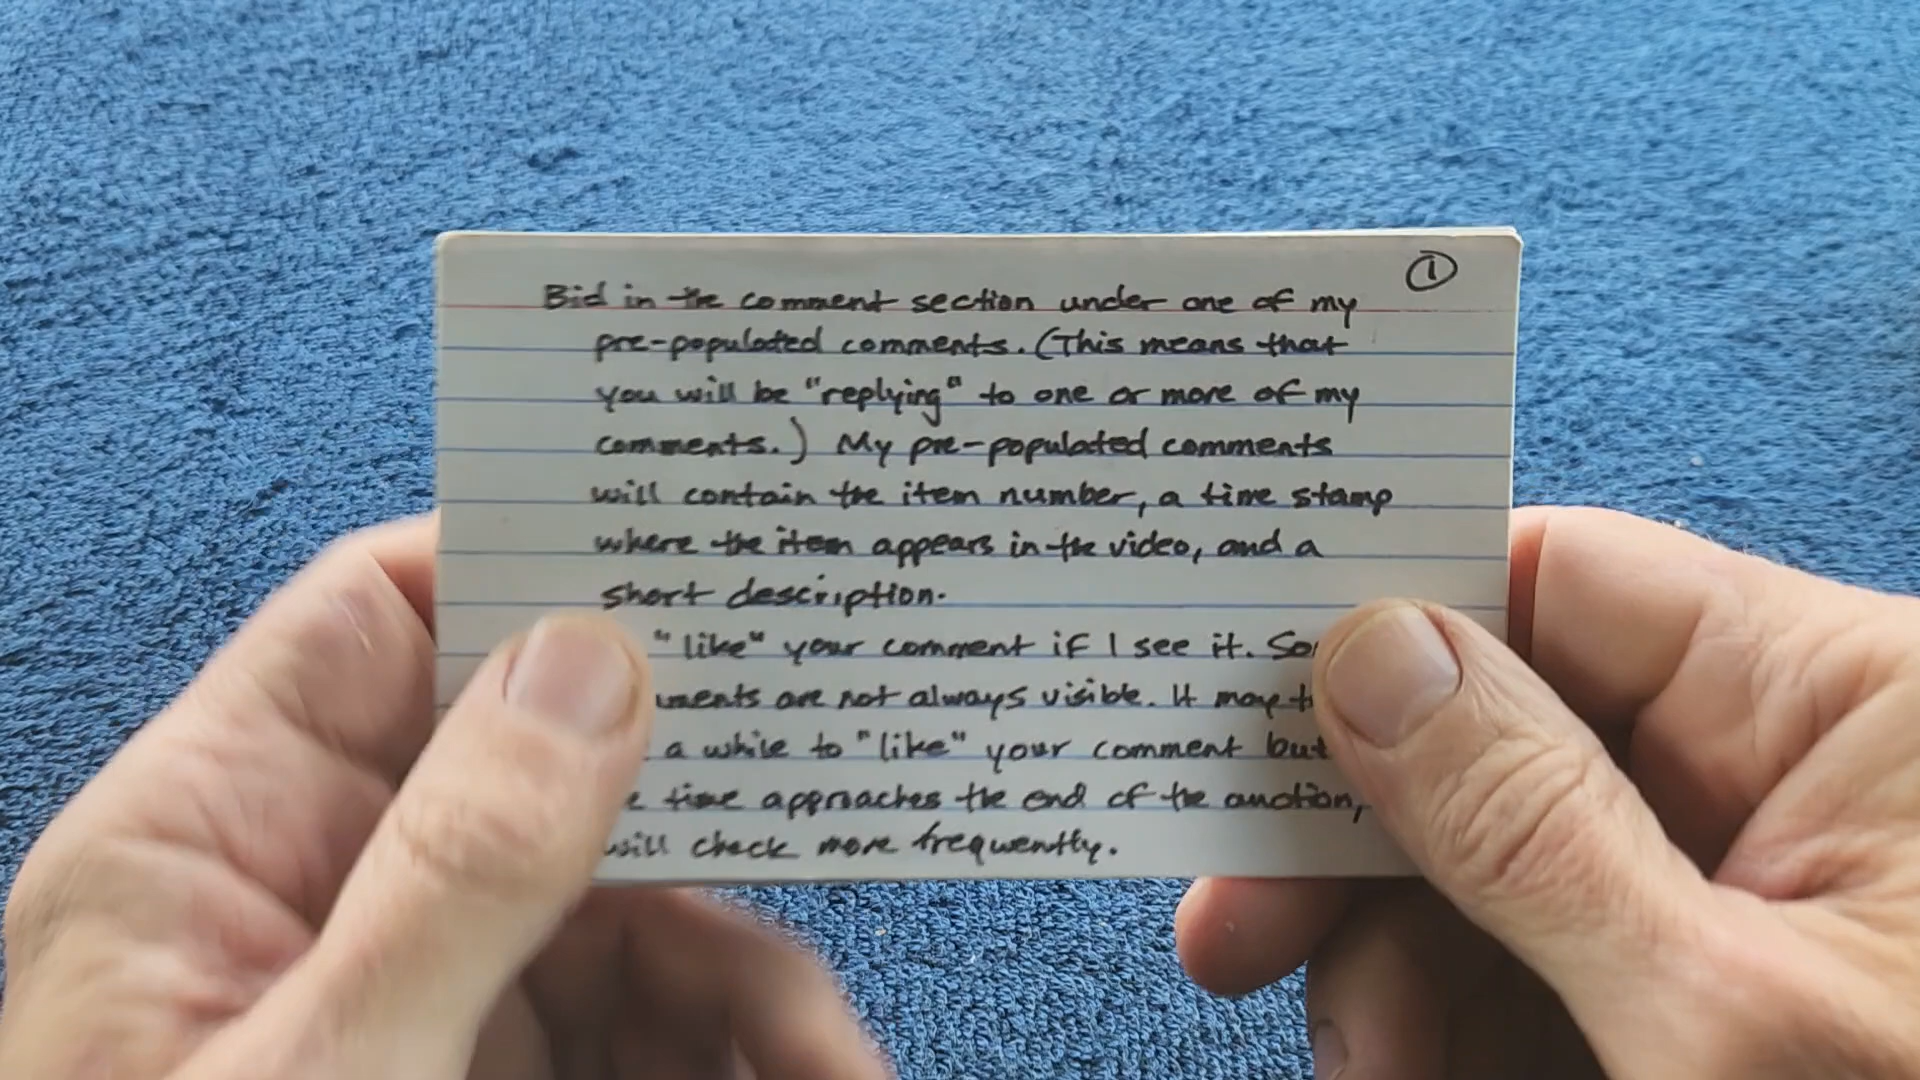 ①
Bid in the comment section under one of my
pre-populated comments. (This means that
you will be "replying" to one or more of my
comments.) My pre-populated comments
will contain the item number, a time stamp
where the item appears in the video, and a
short description.
"like" your comment if I see it.
are not always visible. It may
a while to "like" your comment but
time approaches the end of the auction,
will check more frequently.